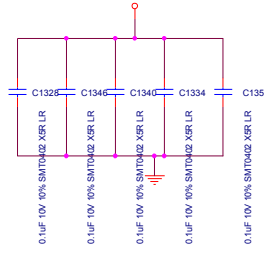 C1328
C1346
C1340
C1334
C135
0.1uF 10V 10% SMT0402 X5R LR
0.1uF 10V 10% SMT0402 X5R LR
0.1uF 10V 10% SMT0402 X5R LR
0.1uF 10V 10% SMT0402 X5R LR
0.1uF 10V 10% SMT0402 X5R LR